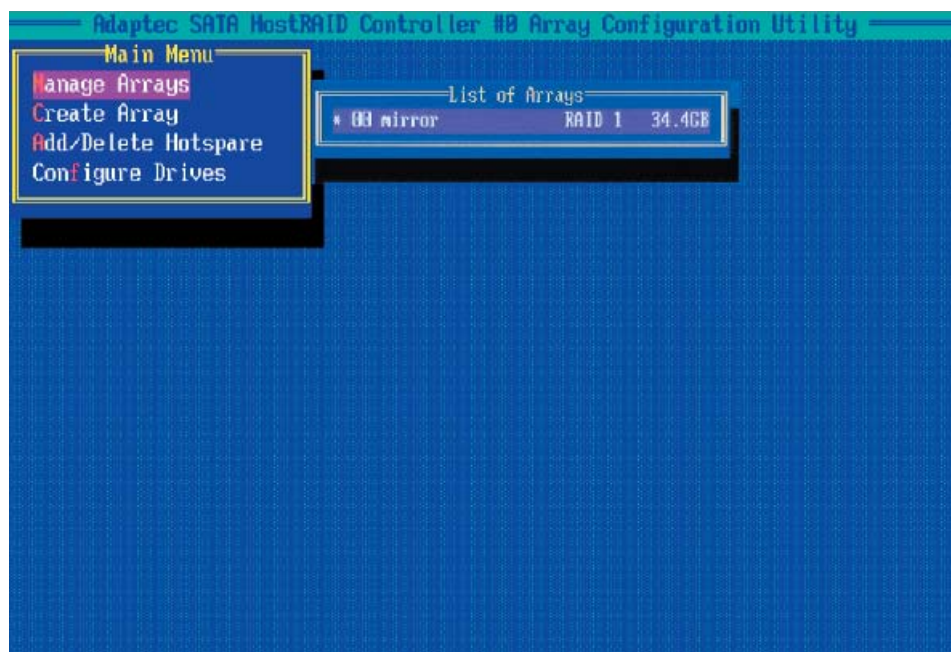 Adaptec SATA HostRAID Controller #0 Array Configuration Utility
Main Menu
Manage Arrays
Create Array
Add/Delete Hotspare
Configure Drives
List of Arrays
* 00 mirror RAID 1 34.4GB